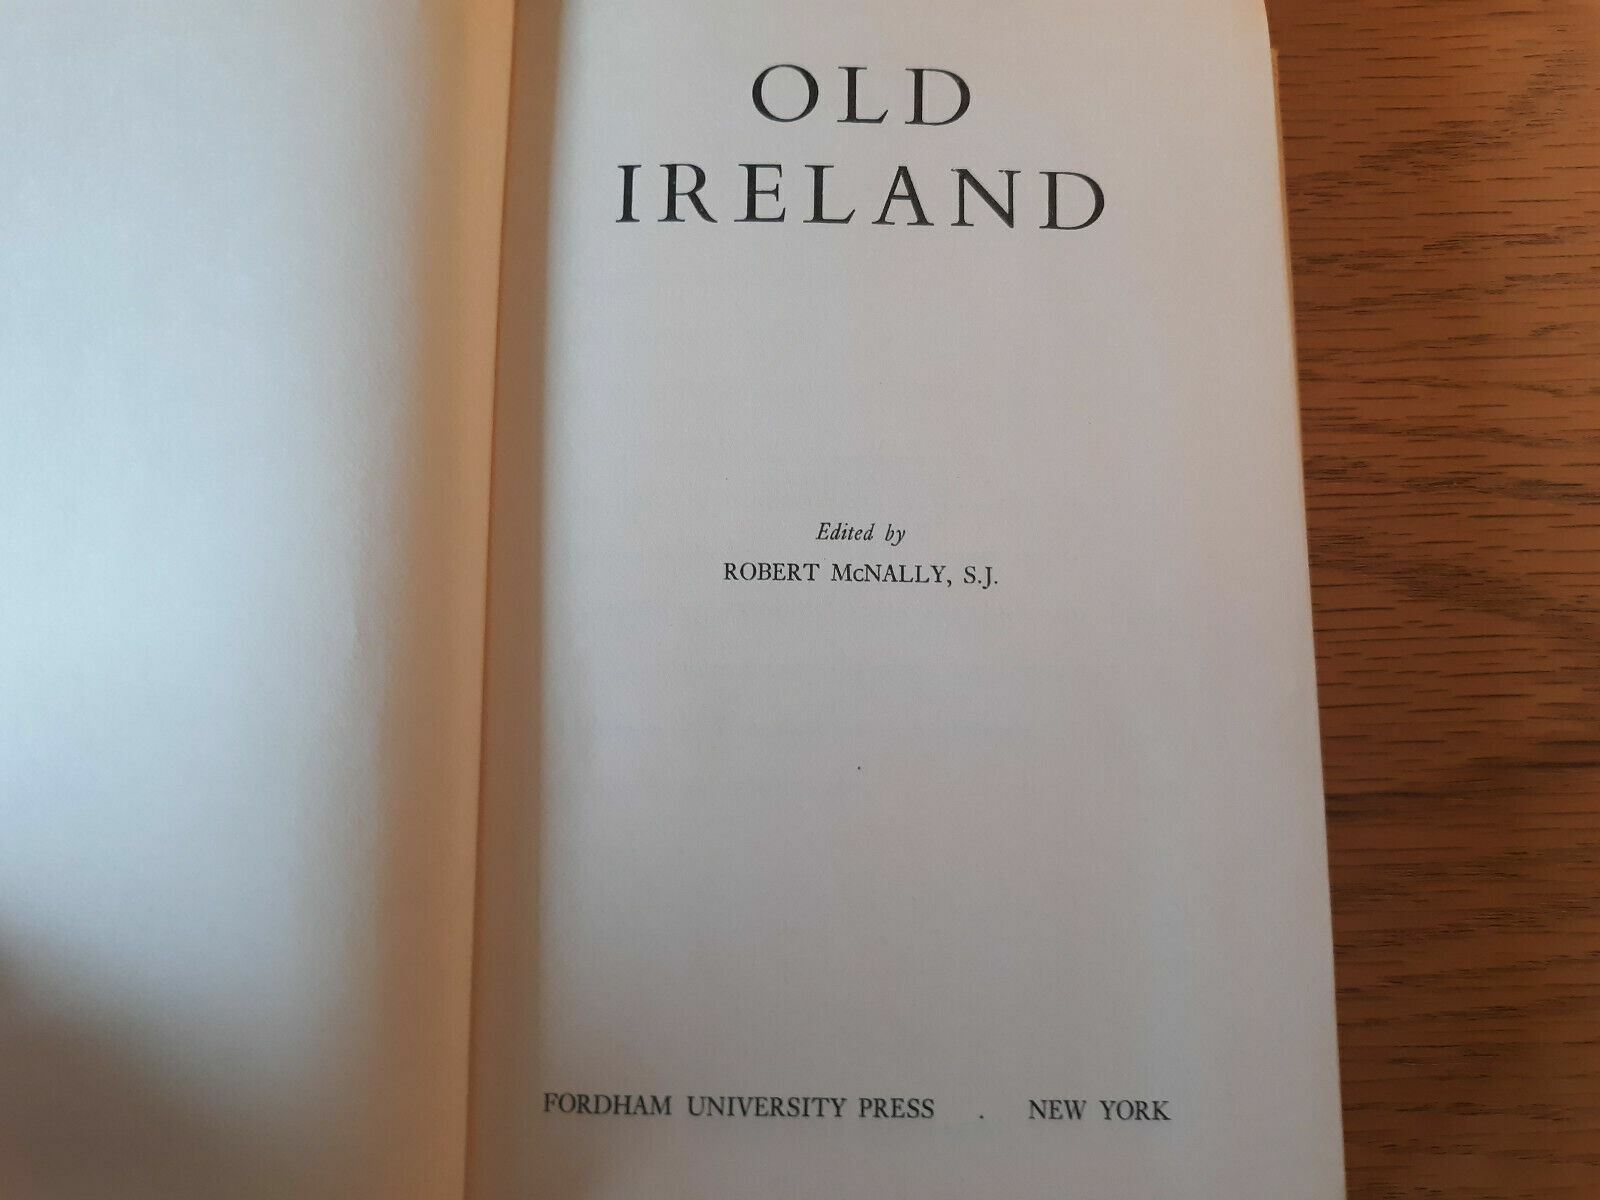 OLD
IRELAND
Edited by
ROBERT McNALLY, S.J.
FORDHAM UNIVERSITY PRESS . NEW YORK